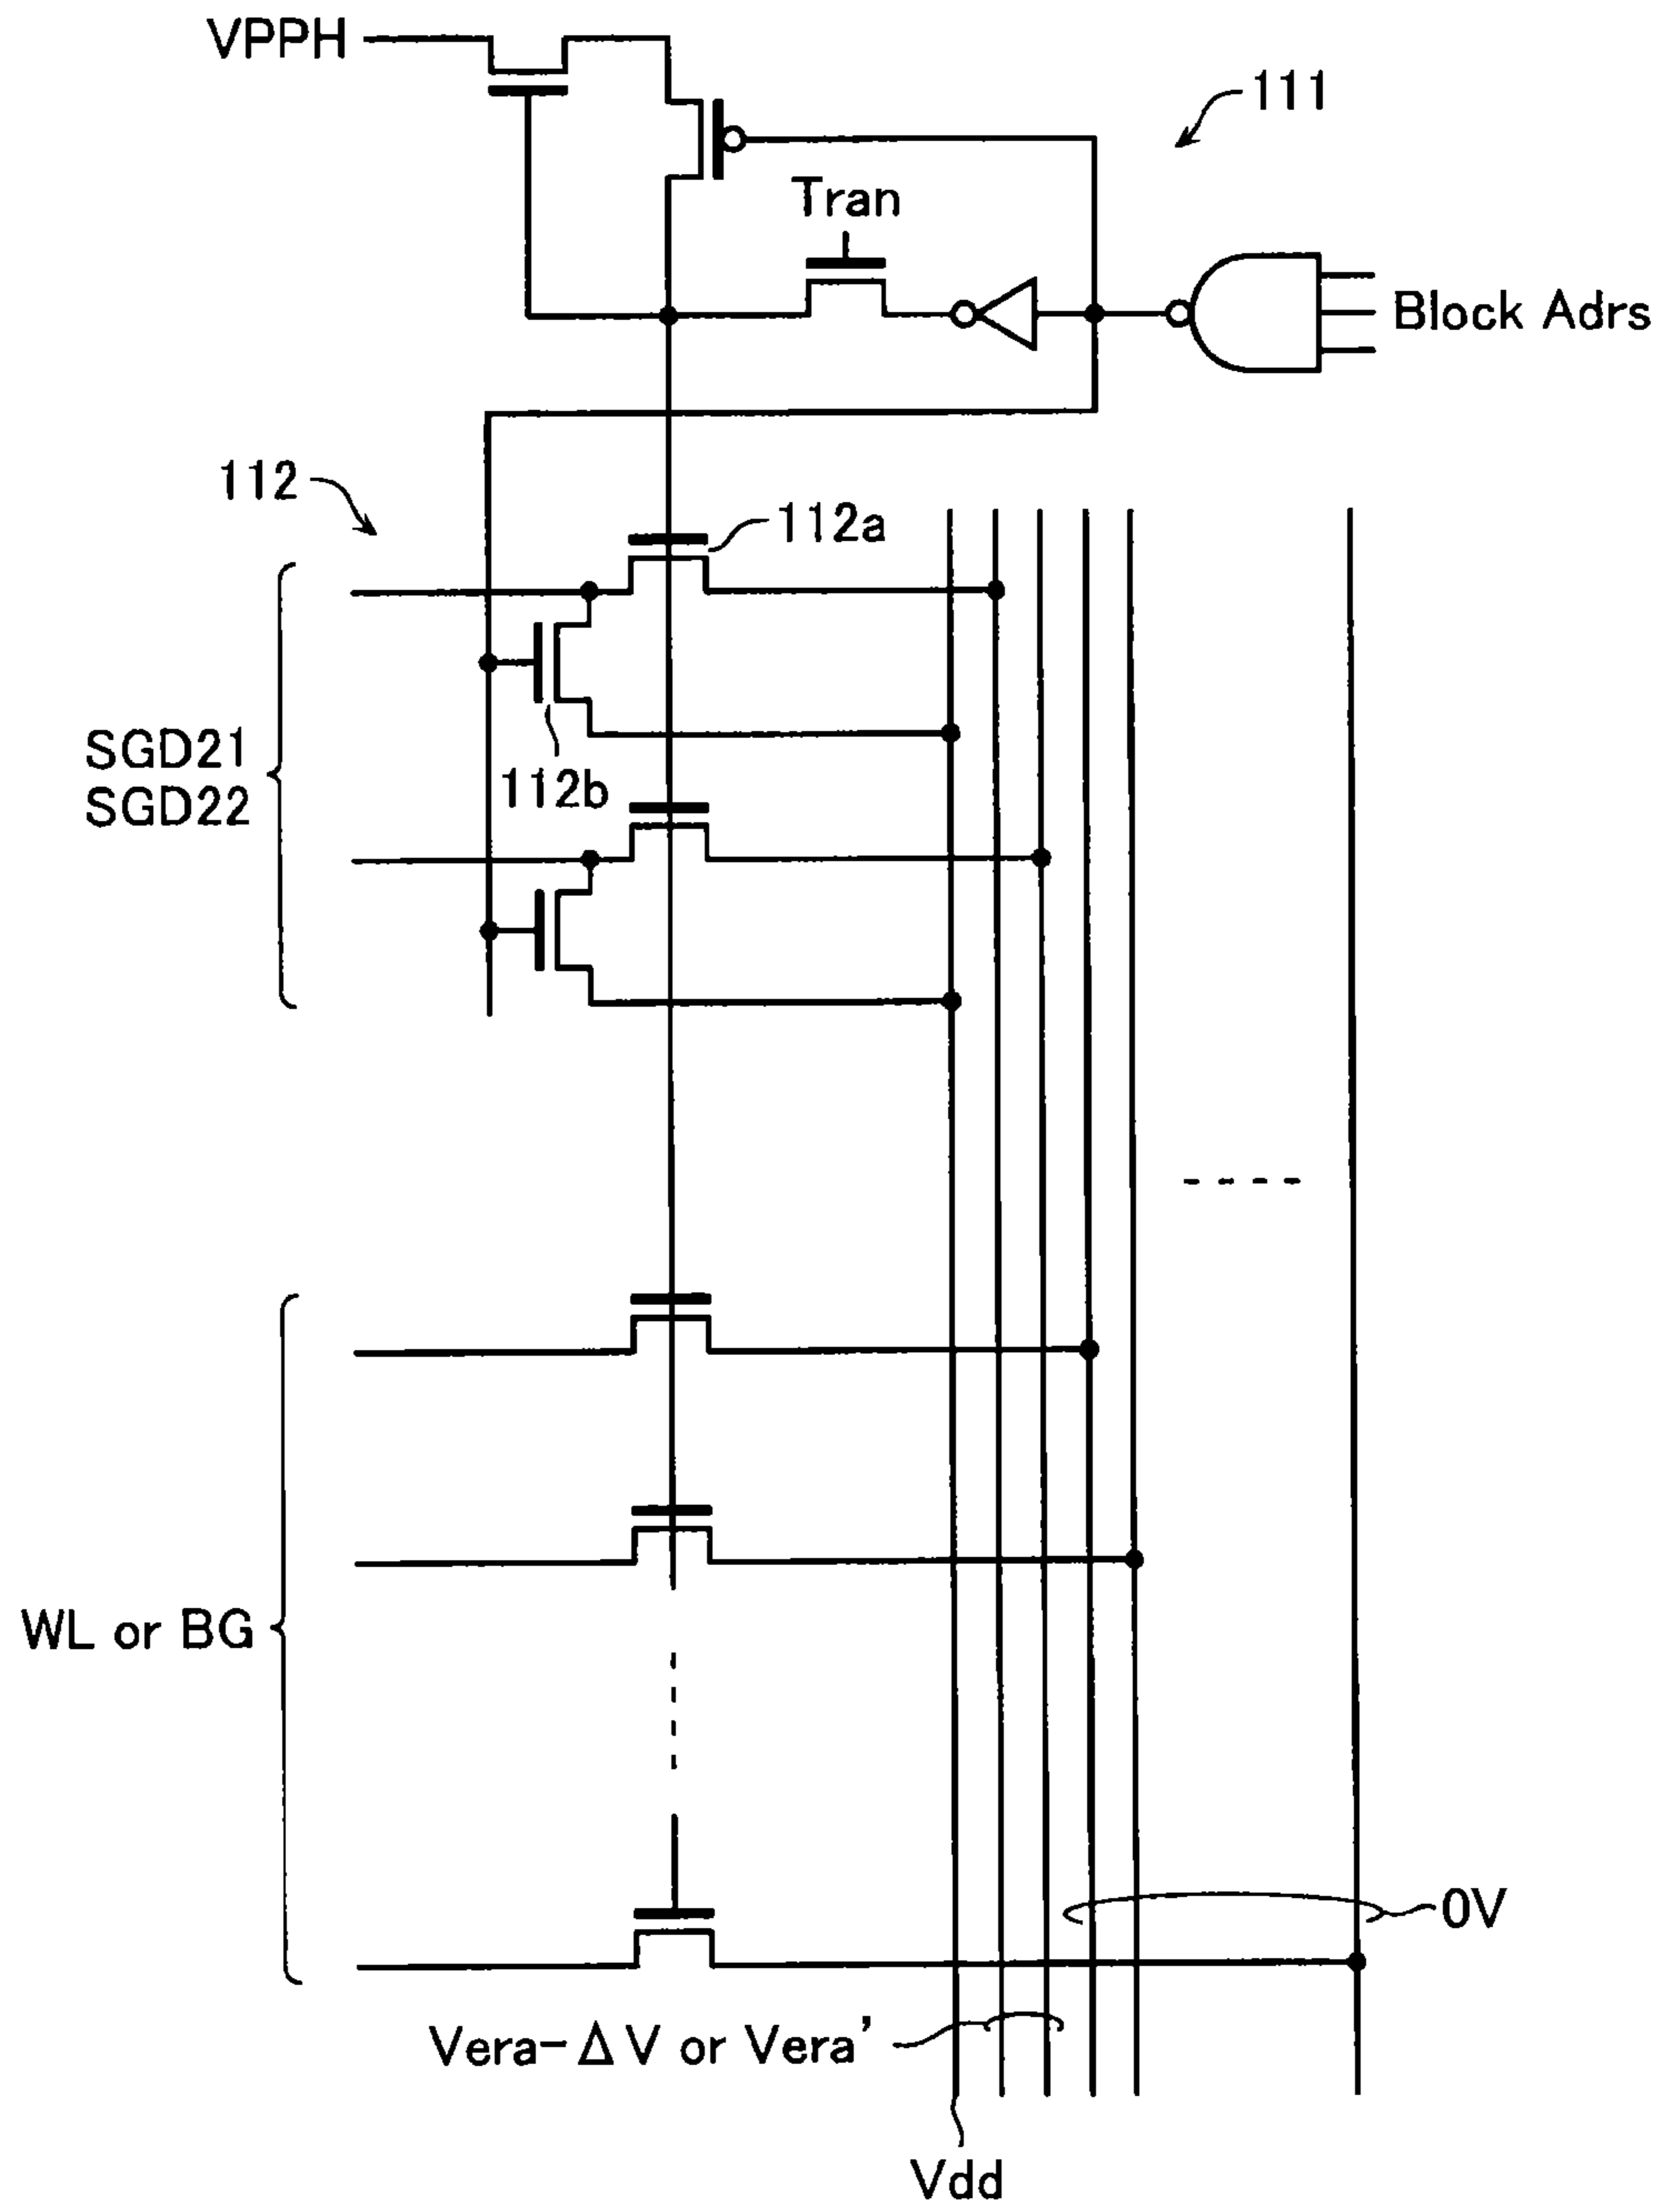 VPPH
111
Tran
Block Adrs
112
112a
SGD21
SGD22
112b
WL or BG
0V
Vera-ΔV or Vera'
Vdd